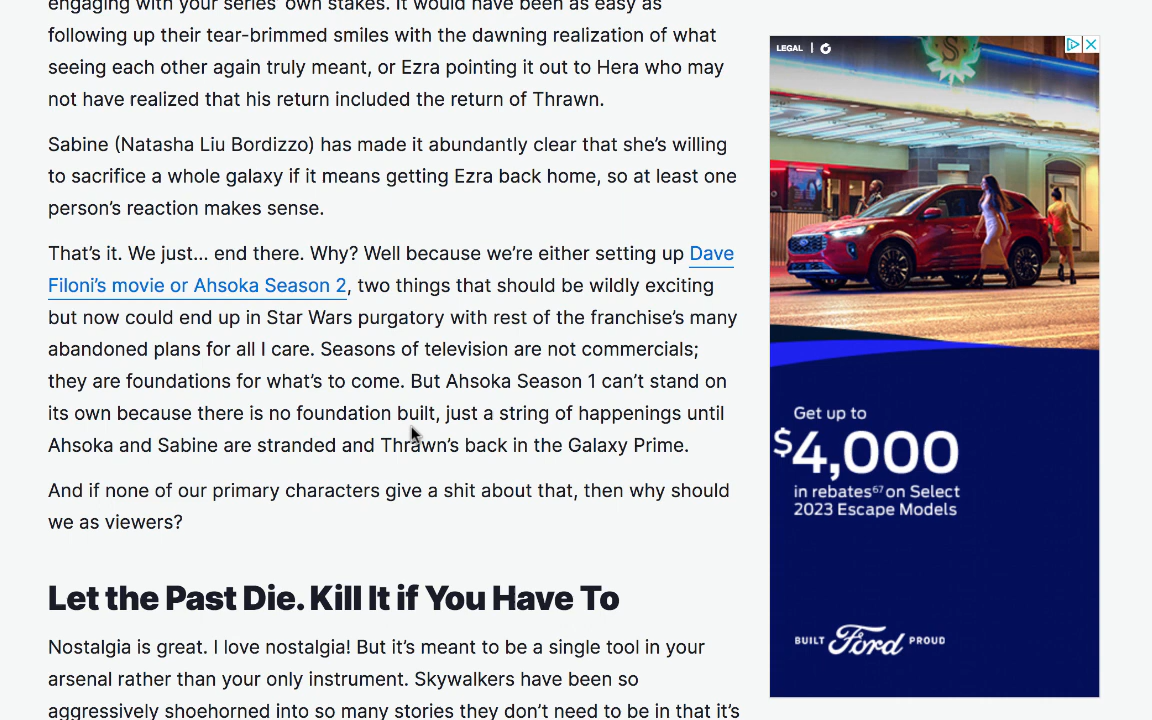 engaging with your series' own stakes. It would have been as easy as
following up their tear-brimmed smiles with the dawning realization of what
seeing each other again truly meant, or Ezra pointing it out to Hera who may
not have realized that his return included the return of Thrawn.
Sabine (Natasha Liu Bordizzo) has made it abundantly clear that she's willing
to sacrifice a whole galaxy if it means getting Ezra back home, so at least one
person's reaction makes sense.
That's it. We just... end there. Why? Well because we're either setting up Dave
Filoni's movie or Ahsoka Season 2, two things that should be wildly exciting
but now could end up in Star Wars purgatory with rest of the franchise's many
abandoned plans for all I care. Seasons of television are not commercials;
they are foundations for what's to come. But Ahsoka Season 1 can't stand on
its own because there is no foundation built, just a string of happenings until
Ahsoka and Sabine are stranded and Thrawn's back in the Galaxy Prime.
And if none of our primary characters give a shit about that, then why should
we as viewers?
Let the Past Die. Kill It if You Have To
Nostalgia is great. I love nostalgia! But it's meant to be a single tool in your
arsenal rather than your only instrument. Skywalkers have been so
aggressively shoehorned into so many stories they don't need to be in that it's
LEGAL |
Get up to
$4,000
in rebates67 on Select
2023 Escape Models
BUILT Ford PROUD